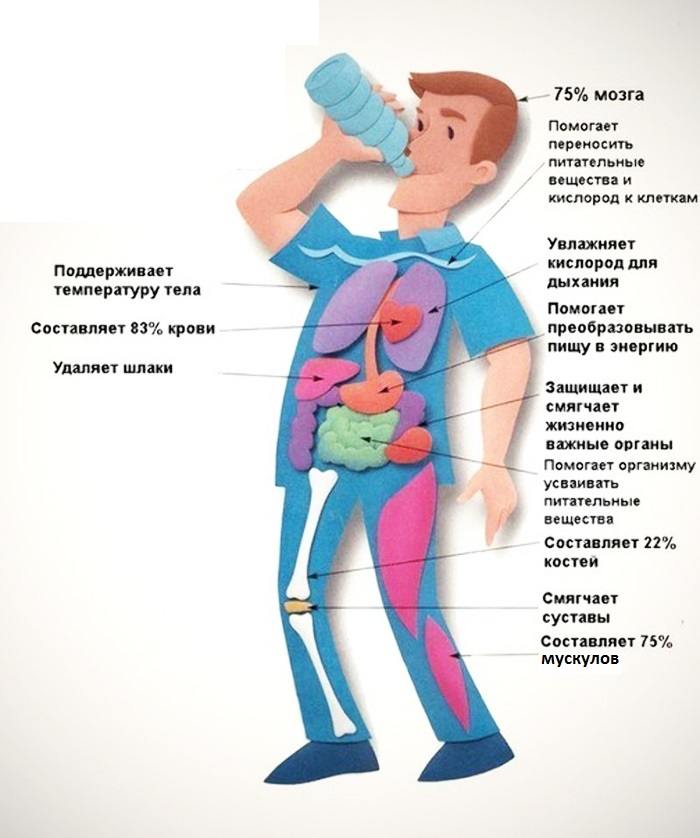 75% мозга
Помогает
переносить
питательные
вещества и
кислород к клеткам
Увлажняет
кислород для
дыхания
Поддерживает
температуру тела
Составляет 83% крови
Удаляет шлаки
Помогает
преобразовывать
пищу в энергию
Защищает и
смягчает
жизненно
важные органы
Помогает организму
усваивать
питательные
вещества
Составляет 22%
костей
Смягчает
суставы
Составляет 75%
мускулов